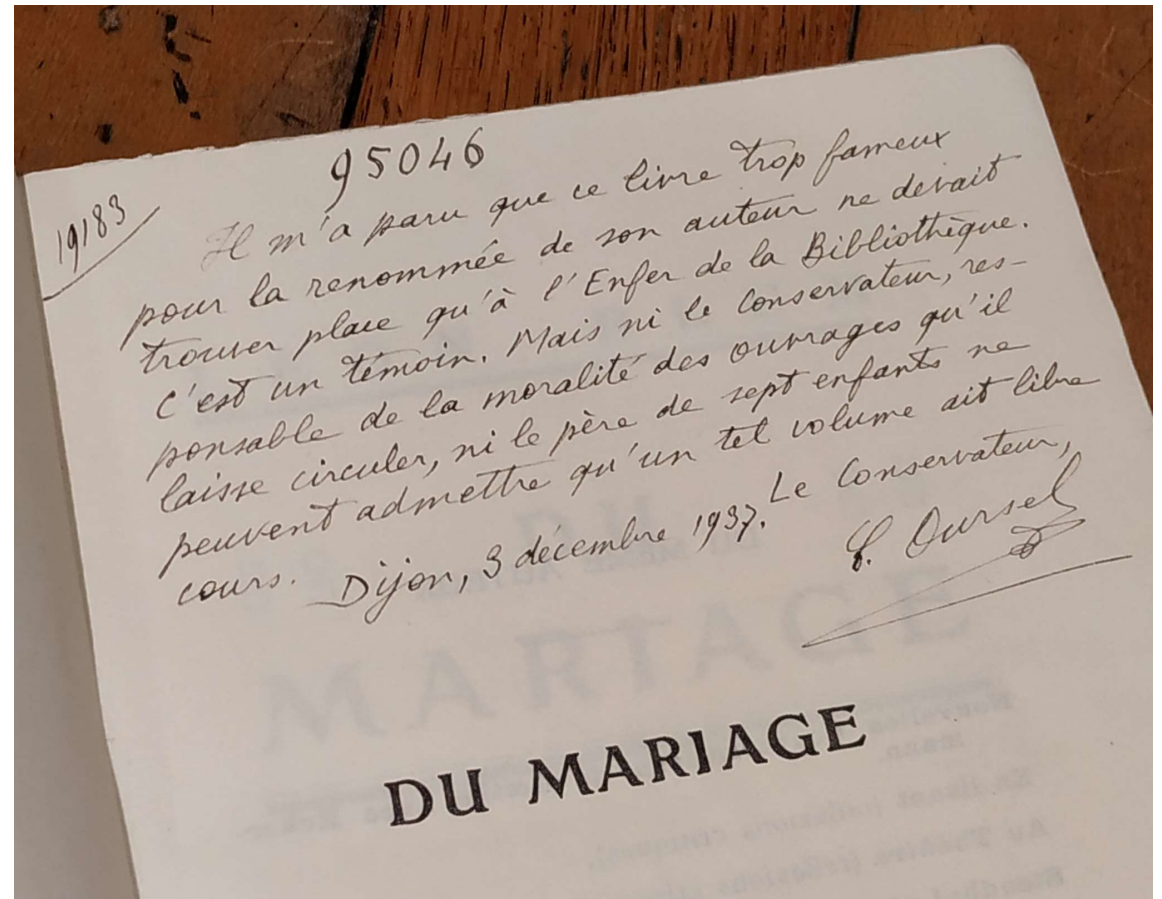 95046
19183
Il m'a paru que ce livre trop fameux
pour la renommée de son auteur ne devait
trouver place qu'à l'Enfer de la Bibliothèque.
C'est un témoin. Mais ni le Conservateur, res-
ponsable de la moralité des ouvrages qu'il
laisse circuler, ni le père de sept enfants ne
peuvent admettre qu'un tel volume ait libre
cours. Dijon, 3 décembre 1937. Le Conservateur,
C. Oursel
DU MARIAGE